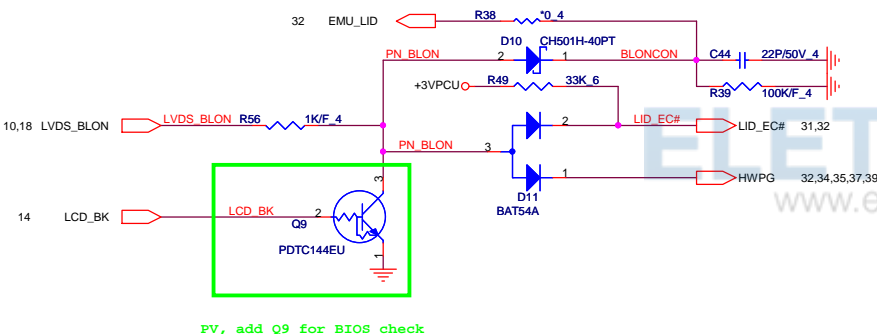 32 EMU_LID R38 *0_4
D10 CH501H-40PT
PN_BLON 2 1 BLONCON C44 22P/50V_4
+3VPCU R49 33K_6 R39 100K/F_4
10,18 LVDS_BLON LVDS_BLON R56 1K/F_4 2 LID_EC# LID_EC# 31,32
PN_BLON 3
3 1 HWPG 32,34,35,37,39
D11
BAT54A
14 LCD_BK LCD_BK 2
Q9
PDTC144EU 1
PV, add Q9 for BIOS check
ELET
www.e